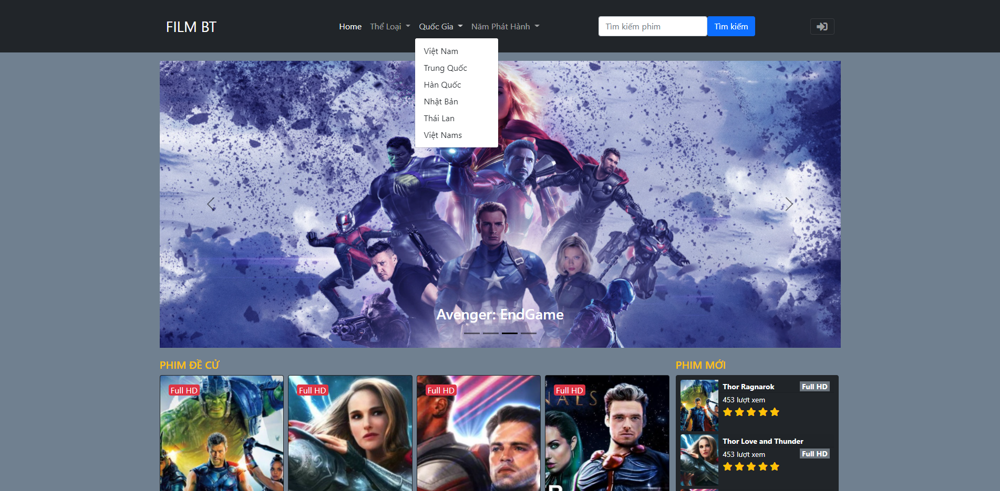 FILM BT
Home
Thể Loại
Quốc Gia
Năm Phát Hành
Tìm kiếm phim
Tìm kiếm
Việt Nam
Trung Quốc
Hàn Quốc
Nhật Bản
Thái Lan
Việt Nams
Avenger: EndGame
PHIM ĐỀ CỬ
Full HD
Full HD
Full HD
Full HD
PHIM MỚI
Thor Ragnarok
Full HD
453 lượt xem
Thor Love and Thunder
453 lượt xem
Full HD